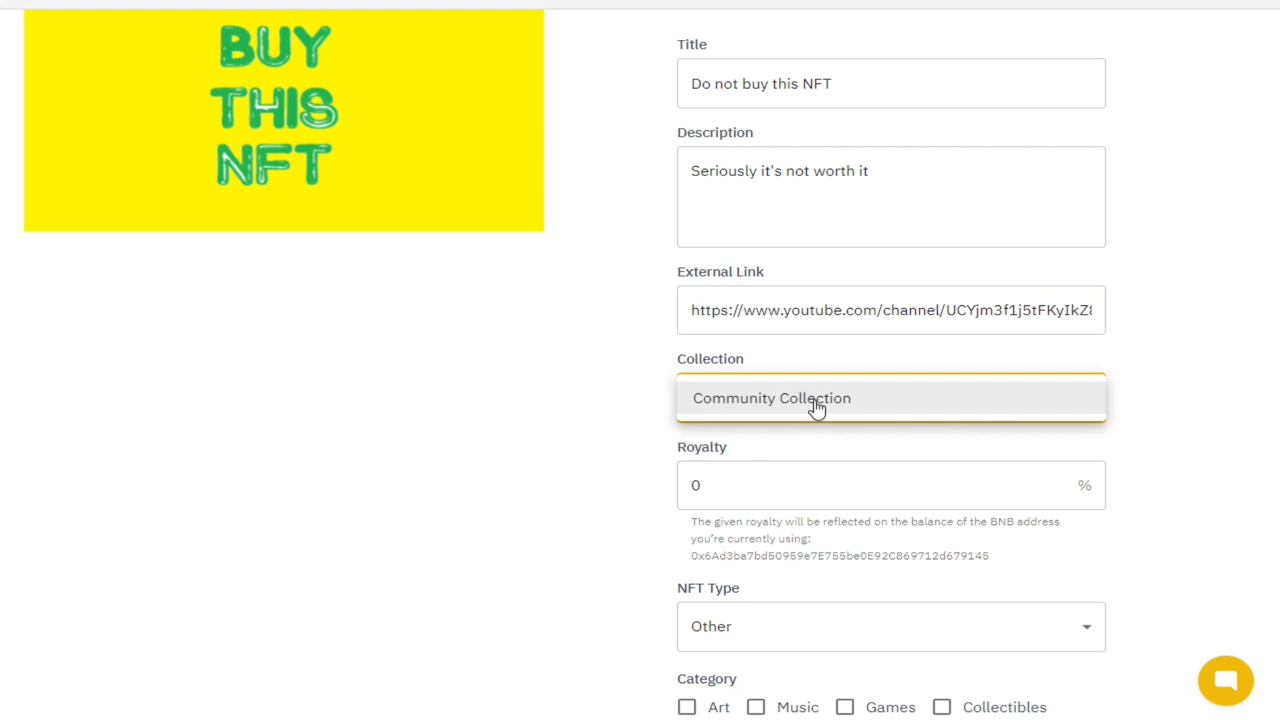 BUY
THIS
NFT
Title
Do not buy this NFT
Description
Seriously it's not worth it
External Link
https://www.youtube.com/channel/UCYjm3f1j5tFKyIkZ8
Collection
Community Collection
Royalty
0 %
The given royalty will be reflected on the balance of the BNB address
you're currently using:
0x6Ad3ba7bd50959e7E755be0E92C869712d679145
NFT Type
Other
Category
Art Music Games Collectibles